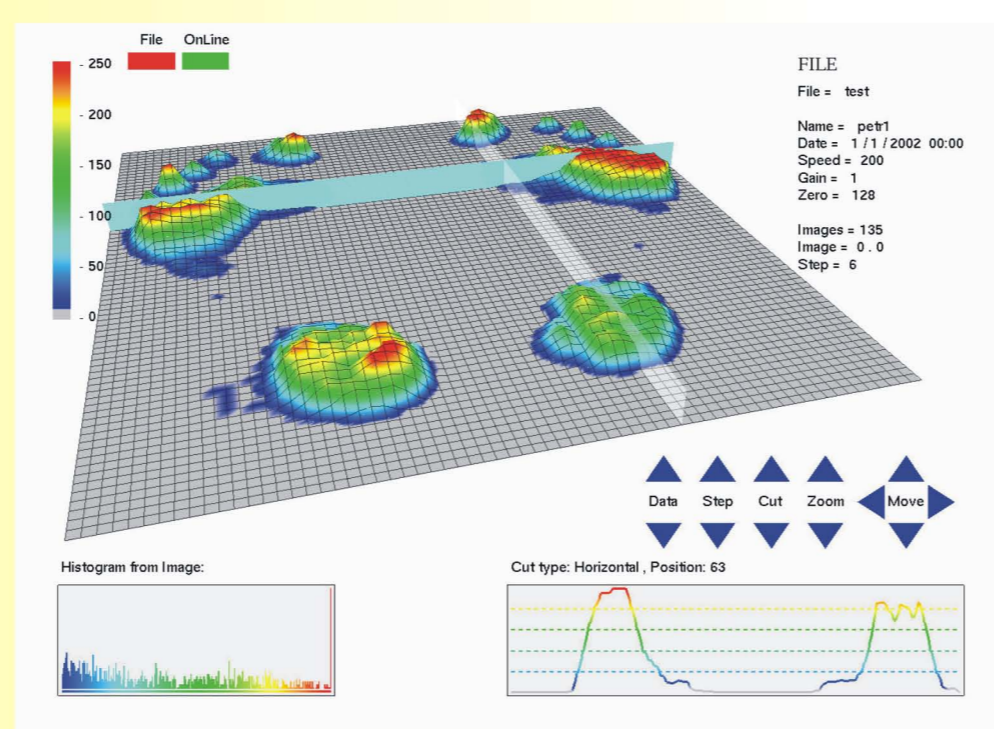 File OnLine
- 250
- 200
- 150
- 100
- 50
- 0
FILE
File = test
Name = petr1
Date = 1 / 1 / 2002 00:00
Speed = 200
Gain = 1
Zero = 128
Images = 135
Image = 0 . 0
Step = 6
Data Step Cut Zoom Move
Histogram from Image:
Cut type: Horizontal , Position: 63